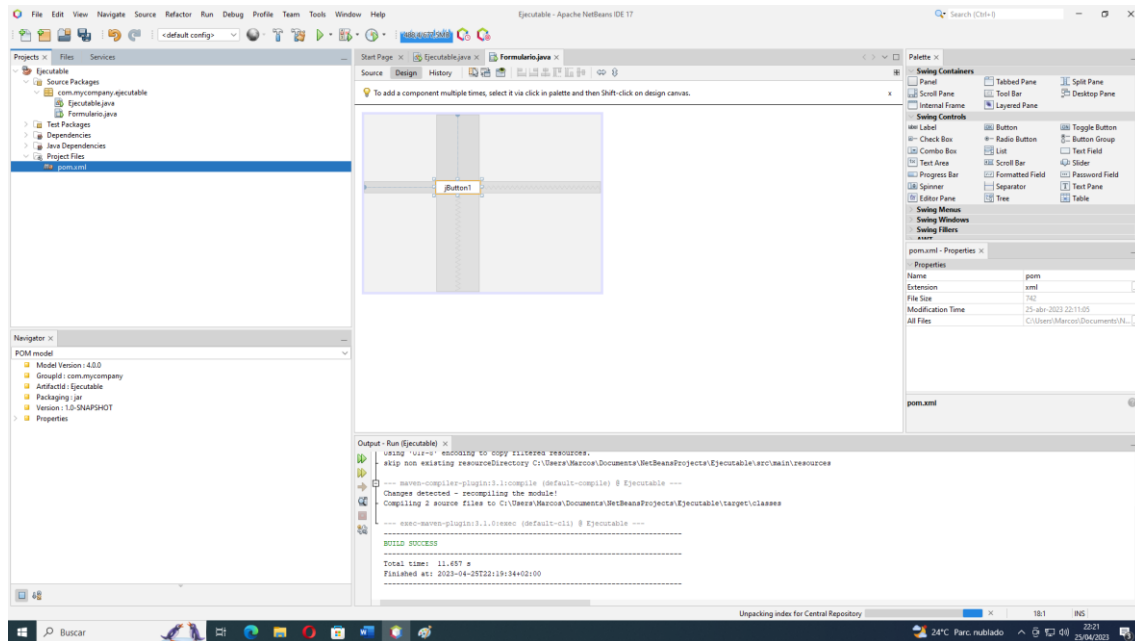 File Edit View Navigate Source Refactor Run Debug Profile Team Tools Window Help
Ejecutable - Apache NetBeans IDE 17
Search (Ctrl+I)
<default config>
Projects Files Services
Ejecutable
Source Packages
com.mycompany.ejecutable
Ejecutable.java
Formulario.java
Test Packages
Dependencies
Java Dependencies
Project Files
pom.xml
Navigator
POM model
Model Version : 4.0.0
GroupId : com.mycompany
ArtifactId : Ejecutable
Packaging : jar
Version : 1.0-SNAPSHOT
Properties
Start Page Ejecutable.java Formulario.java
Source Design History
To add a component multiple times, select it via click in palette and then Shift-click on design canvas. x
jButton1
Output - Run (Ejecutable)
encoding to copy filtered resources.
skip non existing resourceDirectory C:\Users\Marcos\Documents\NetBeansProjects\Ejecutable\src\main\resources
--- maven-compiler-plugin:3.1:compile (default-compile) @ Ejecutable ---
Changes detected - recompiling the module!
Compiling 2 source files to C:\Users\Marcos\Documents\NetBeansProjects\Ejecutable\target\classes
--- exec-maven-plugin:3.1.0:exec (default-cli) @ Ejecutable ---
BUILD SUCCESS
Total time: 11.657 s
Finished at: 2023-04-25T22:19:34+02:00
Palette
Swing Containers
Panel Tabbed Pane Split Pane
Scroll Pane Tool Bar Desktop Pane
Internal Frame Layered Pane
Swing Controls
label Label Button Toggle Button
Check Box Radio Button Button Group
Combo Box List Text Field
Text Area Scroll Bar Slider
Progress Bar Formatted Field Password Field
Spinner Separator Text Pane
Editor Pane Tree Table
Swing Menus
Swing Windows
Swing Fillers
AWT
pom.xml - Properties
Properties
Name pom
Extension xml
File Size 742
Modification Time 25-abr-2023 22:11:05
All Files C:\Users\Marcos\Documents\N...
pom.xml
Unpacking index for Central Repository
18:1 INS
Buscar
24°C Parc. nublado
22:21
25/04/2023